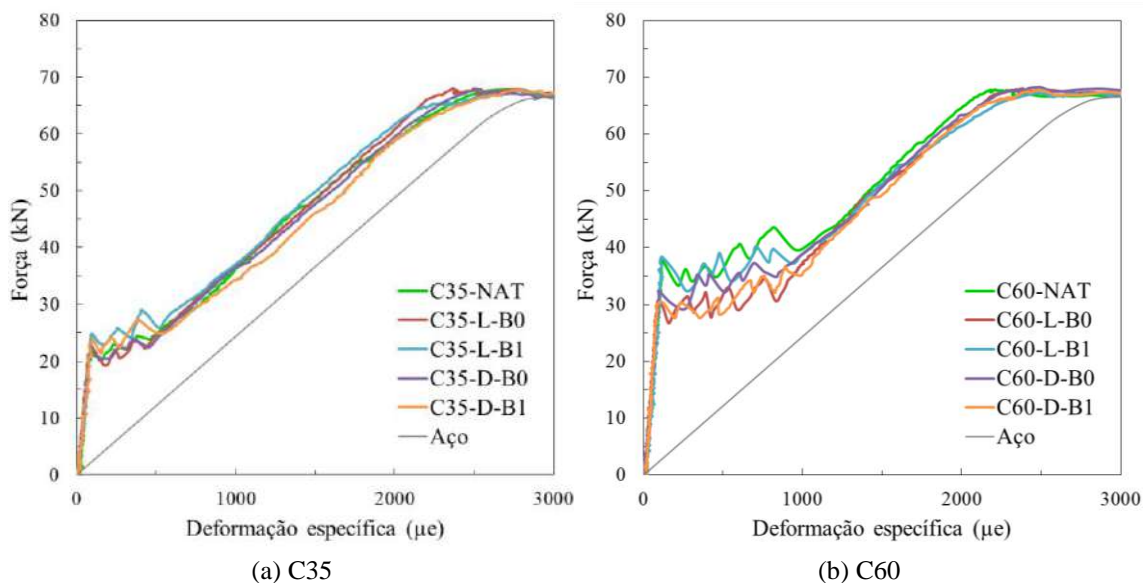 80
70
60
50
40
30
20
10
0
Força (kN)
C35-NAT
C35-L-B0
C35-L-B1
C35-D-B0
C35-D-B1
Aço
0 1000 2000 3000
Deformação específica (µe)
(a) C35
80
70
60
50
40
30
20
10
0
Força (kN)
C60-NAT
C60-L-B0
C60-L-B1
C60-D-B0
C60-D-B1
Aço
0 1000 2000 3000
Deformação específica (µe)
(b) C60